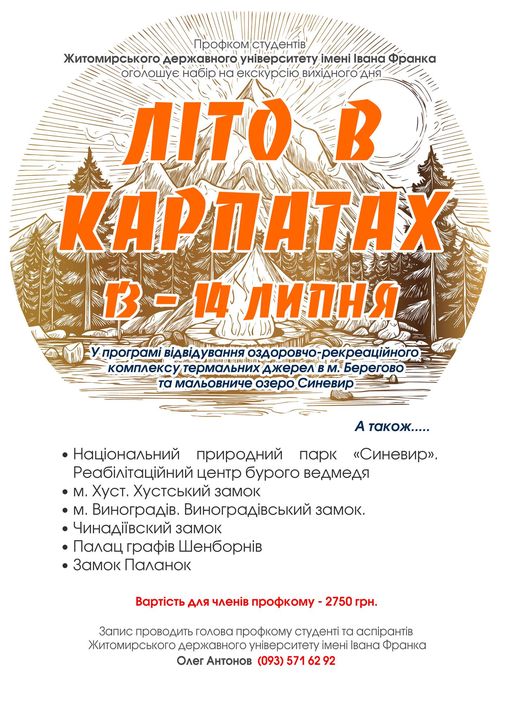 Профком студентів
Житомирського державного університету імені Івана Франка
оголошує набір на екскурсію вихідного дня
ЛІТО В
КАРПАТАХ
13 – 14 ЛИПНЯ
У програмі відвідування оздоровчо-рекреаційного
комплексу термальних джерел в м. Берегово
та мальовниче озеро Синевир
А також.....
• Національний природний парк «Синевир».
Реабілітаційний центр бурого ведмедя
• м. Хуст. Хустський замок
• м. Виноградів. Виноградівський замок.
• Чинадіївский замок
• Палац графів Шенборнів
• Замок Паланок
Вартість для членів профкому - 2750 грн.
Запис проводить голова профкому студенті та аспірантів
Житомирського державного університету імені Івана Франка
Олег Антонов (093) 571 62 92